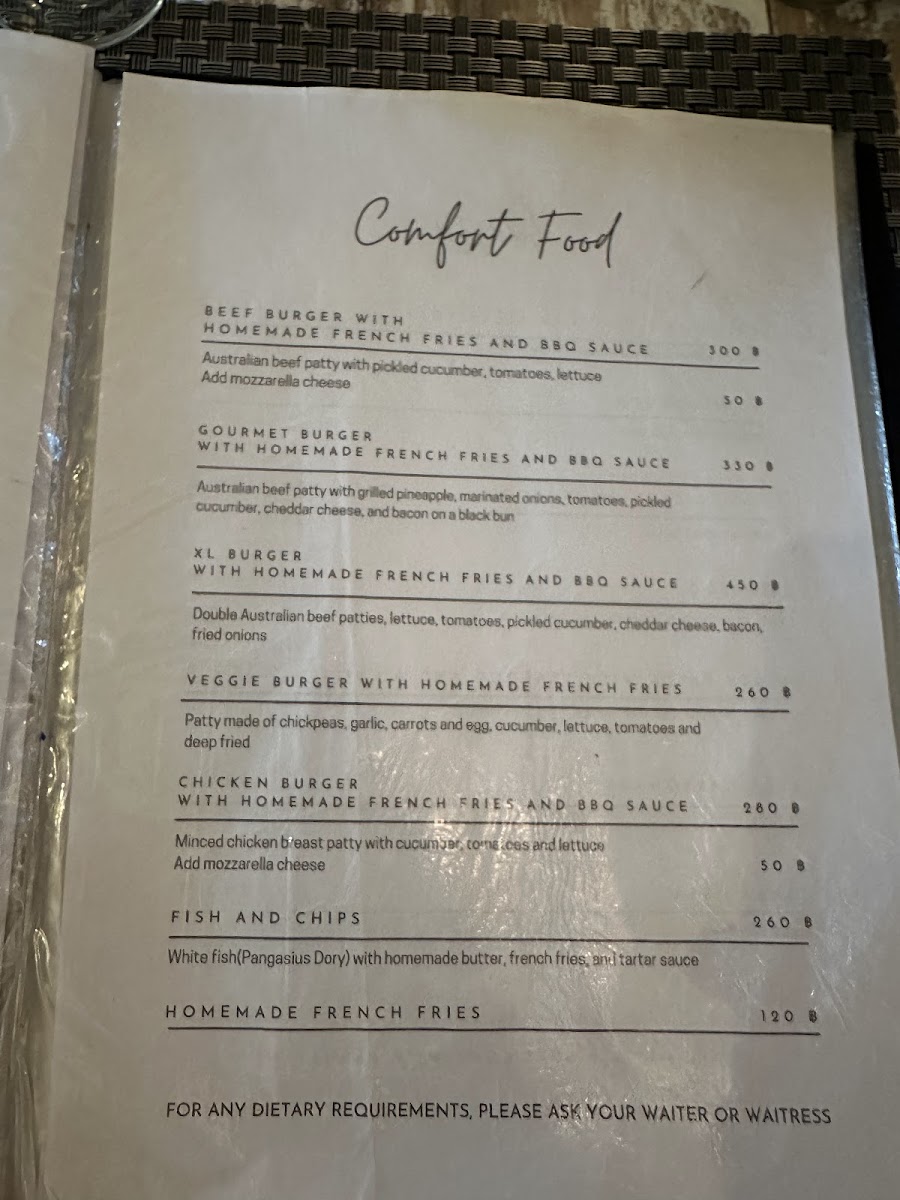 Comfort Food
BEEF BURGER WITH
HOMEMADE FRENCH FRIES AND BBQ SAUCE 300 ฿
Australian beef patty with pickled cucumber, tomatoes, lettuce
Add mozzarella cheese 50 ฿
GOURMET BURGER
WITH HOMEMADE FRENCH FRIES AND BBQ SAUCE 330 ฿
Australian beef patty with grilled pineapple, marinated onions, tomatoes, pickled
cucumber, cheddar cheese, and bacon on a black bun
XL BURGER
WITH HOMEMADE FRENCH FRIES AND BBQ SAUCE 450 ฿
Double Australian beef patties, lettuce, tomatoes, pickled cucumber, cheddar cheese, bacon,
fried onions
VEGGIE BURGER WITH HOMEMADE FRENCH FRIES 260 ฿
Patty made of chickpeas, garlic, carrots and egg, cucumber, lettuce, tomatoes and
deep fried
CHICKEN BURGER
WITH HOMEMADE FRENCH FRIES AND BBQ SAUCE 280 ฿
Minced chicken breast patty with cucumber, tomatoes and lettuce
Add mozzarella cheese 50 ฿
FISH AND CHIPS 260 ฿
White fish(Pangasius Dory) with homemade butter, french fries, and tartar sauce
HOMEMADE FRENCH FRIES 120 ฿
FOR ANY DIETARY REQUIREMENTS, PLEASE ASK YOUR WAITER OR WAITRESS